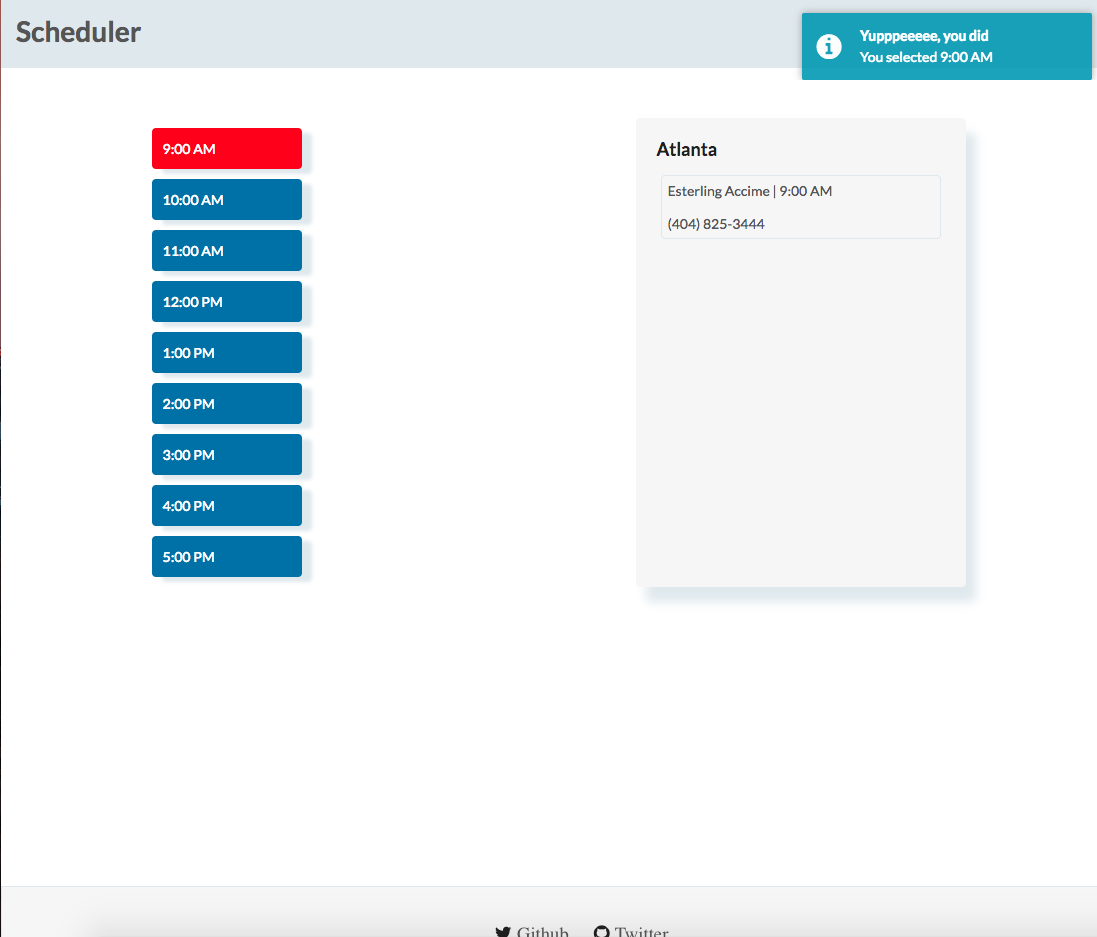 Scheduler
Yupppeeeee, you did
You selected 9:00 AM
9:00 AM
10:00 AM
11:00 AM
12:00 PM
1:00 PM
2:00 PM
3:00 PM
4:00 PM
5:00 PM
Atlanta
Esterling Accime | 9:00 AM
(404) 825-3444
Github Twitter